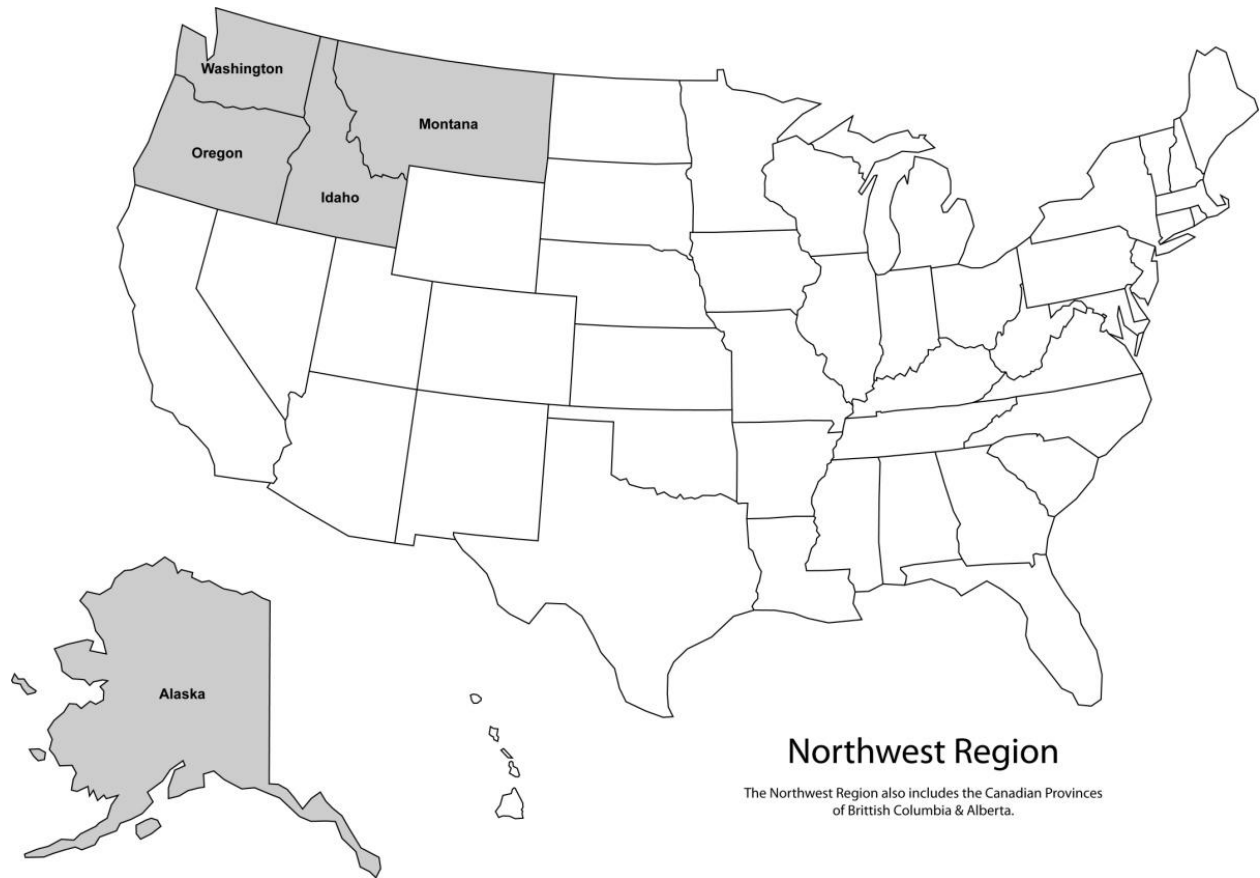 Washington
Montana
Oregon
Idaho
Alaska
Northwest Region
The Northwest Region also includes the Canadian Provinces
of Brittish Columbia & Alberta.